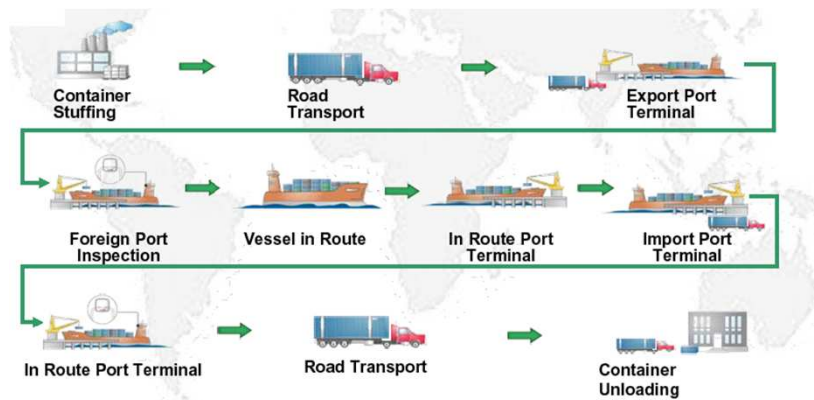 Container
Stuffing
Road
Transport
Export Port
Terminal
Foreign Port
Inspection
Vessel in Route
In Route Port
Terminal
Import Port
Terminal
In Route Port Terminal
Road Transport
Container
Unloading